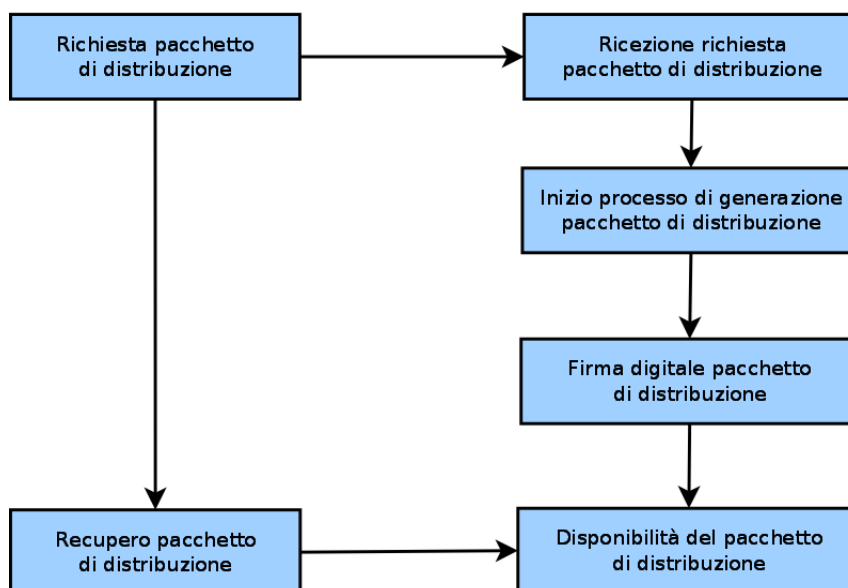 Richiesta pacchetto
di distribuzione
Ricezione richiesta
pacchetto di distribuzione
Inizio processo di generazione
pacchetto di distribuzione
Firma digitale pacchetto
di distribuzione
Recupero pacchetto
di distribuzione
Disponibilità del pacchetto
di distribuzione